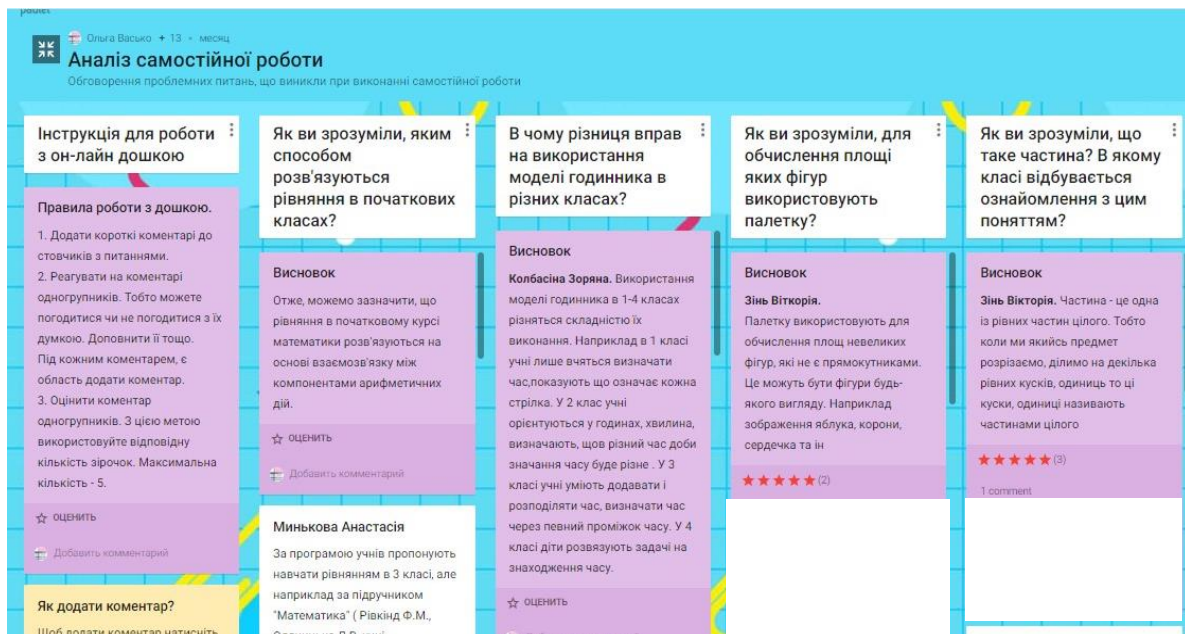 padlet
Ольга Васько + 13 • месяц
Аналіз самостійної роботи
Обговорення проблемних питань, що виникли при виконанні самостійної роботи
Інструкція для роботи
з он-лайн дошкою
Правила роботи з дошкою.
1. Додати короткі коментарі до
стовчиків з питаннями.
2. Реагувати на коментарі
одногрупників. Тобто можете
погодитися чи не погодитися з їх
думкою. Доповнити її тощо.
Під кожним коментарем, є
область додати коментар.
3. Оцінити коментар
одногрупників. З цією метою
використовуйте відповідну
кількість зірочок. Максимальна
кількість - 5.
ОЦЕНИТЬ
Добавить комментарий
Як додати коментар?
Щоб додати коментар натисніть
Як ви зрозуміли, яким
способом
розв'язуються
рівняння в початкових
класах?
Висновок
Отже, можемо зазначити, що
рівняння в початковому курсі
математики розв'язуються на
основі взаємозв'язку між
компонентами арифметичних
дій.
ОЦЕНИТЬ
Добавить комментарий
Минькова Анастасія
За програмою учнів пропонують
навчати рівнянням в 3 класі, але
наприклад за підручником
"Математика" ( Рівкінд Ф.М.,
В чому різниця вправ
на використання
моделі годинника в
різних класах?
Висновок
Колбасіна Зоряна. Використання
моделі годинника в 1-4 класах
різняться складністю їх
виконання. Наприклад в 1 класі
учні лише вчяться визначати
час,показують що означає кожна
стрілка. У 2 клас учні
орієнтуються у годинах, хвилина,
визначають, щов різний час доби
значання часу буде різне . У 3
класі учні уміють додавати і
розподіляти час, визначати час
через певний проміжок часу. У 4
класі діти розвязують задачі на
знаходження часу.
ОЦЕНИТЬ
Як ви зрозуміли, для
обчислення площі
яких фігур
використовують
палетку?
Висновок
Зінь Віткорія.
Палетку використовують для
обчислення площ невеликих
фігур, які не є прямокутниками.
Це можуть бути фігури будь-
якого вигляду. Наприклад
зображення яблука, корони,
сердечка та ін
(2)
Як ви зрозуміли, що
таке частина? В якому
класі відбувається
ознайомлення з цим
поняттям?
Висновок
Зінь Вікторія. Частина - це одна
із рівних частин цілого. Тобто
коли ми якийсь предмет
розрізаємо, ділимо на декілька
рівних кусків, одиниць то ці
куски, одиниці називають
частинами цілого
(3)
1 comment